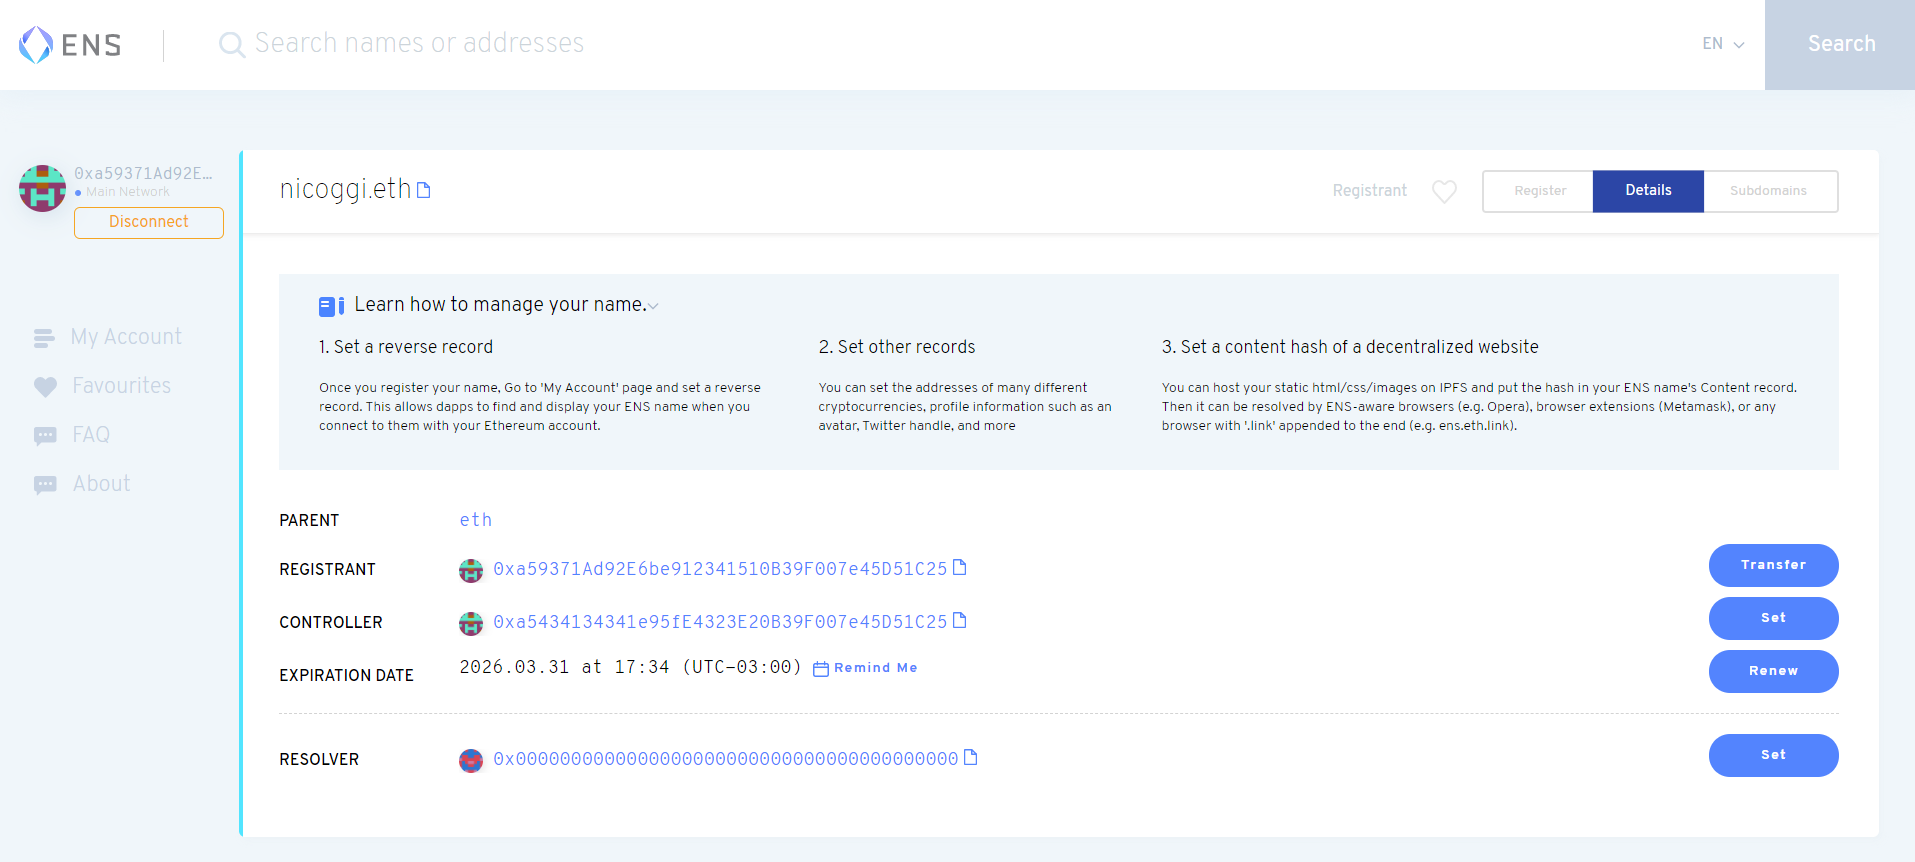 ENS
Search names or addresses
EN
Search
0xa59371Ad92E...
Main Network
Disconnect
My Account
Favourites
FAQ
About
nicoggi.eth
Registrant
Register
Details
Subdomains
Learn how to manage your name.
1. Set a reverse record
Once you register your name, Go to 'My Account' page and set a reverse
record. This allows dapps to find and display your ENS name when you
connect to them with your Ethereum account.
2. Set other records
You can set the addresses of many different
cryptocurrencies, profile information such as an
avatar, Twitter handle, and more
3. Set a content hash of a decentralized website
You can host your static html/css/images on IPFS and put the hash in your ENS name's Content record.
Then it can be resolved by ENS-aware browsers (e.g. Opera), browser extensions (Metamask), or any
browser with '.link' appended to the end (e.g. ens.eth.link).
PARENT
eth
REGISTRANT
0xa59371Ad92E6be912341510B39F007e45D51C25
Transfer
CONTROLLER
0xa5434134341e95fE4323E20B39F007e45D51C25
Set
EXPIRATION DATE
2026.03.31 at 17:34 (UTC-03:00)
Remind Me
Renew
RESOLVER
0x0000000000000000000000000000000000000000
Set